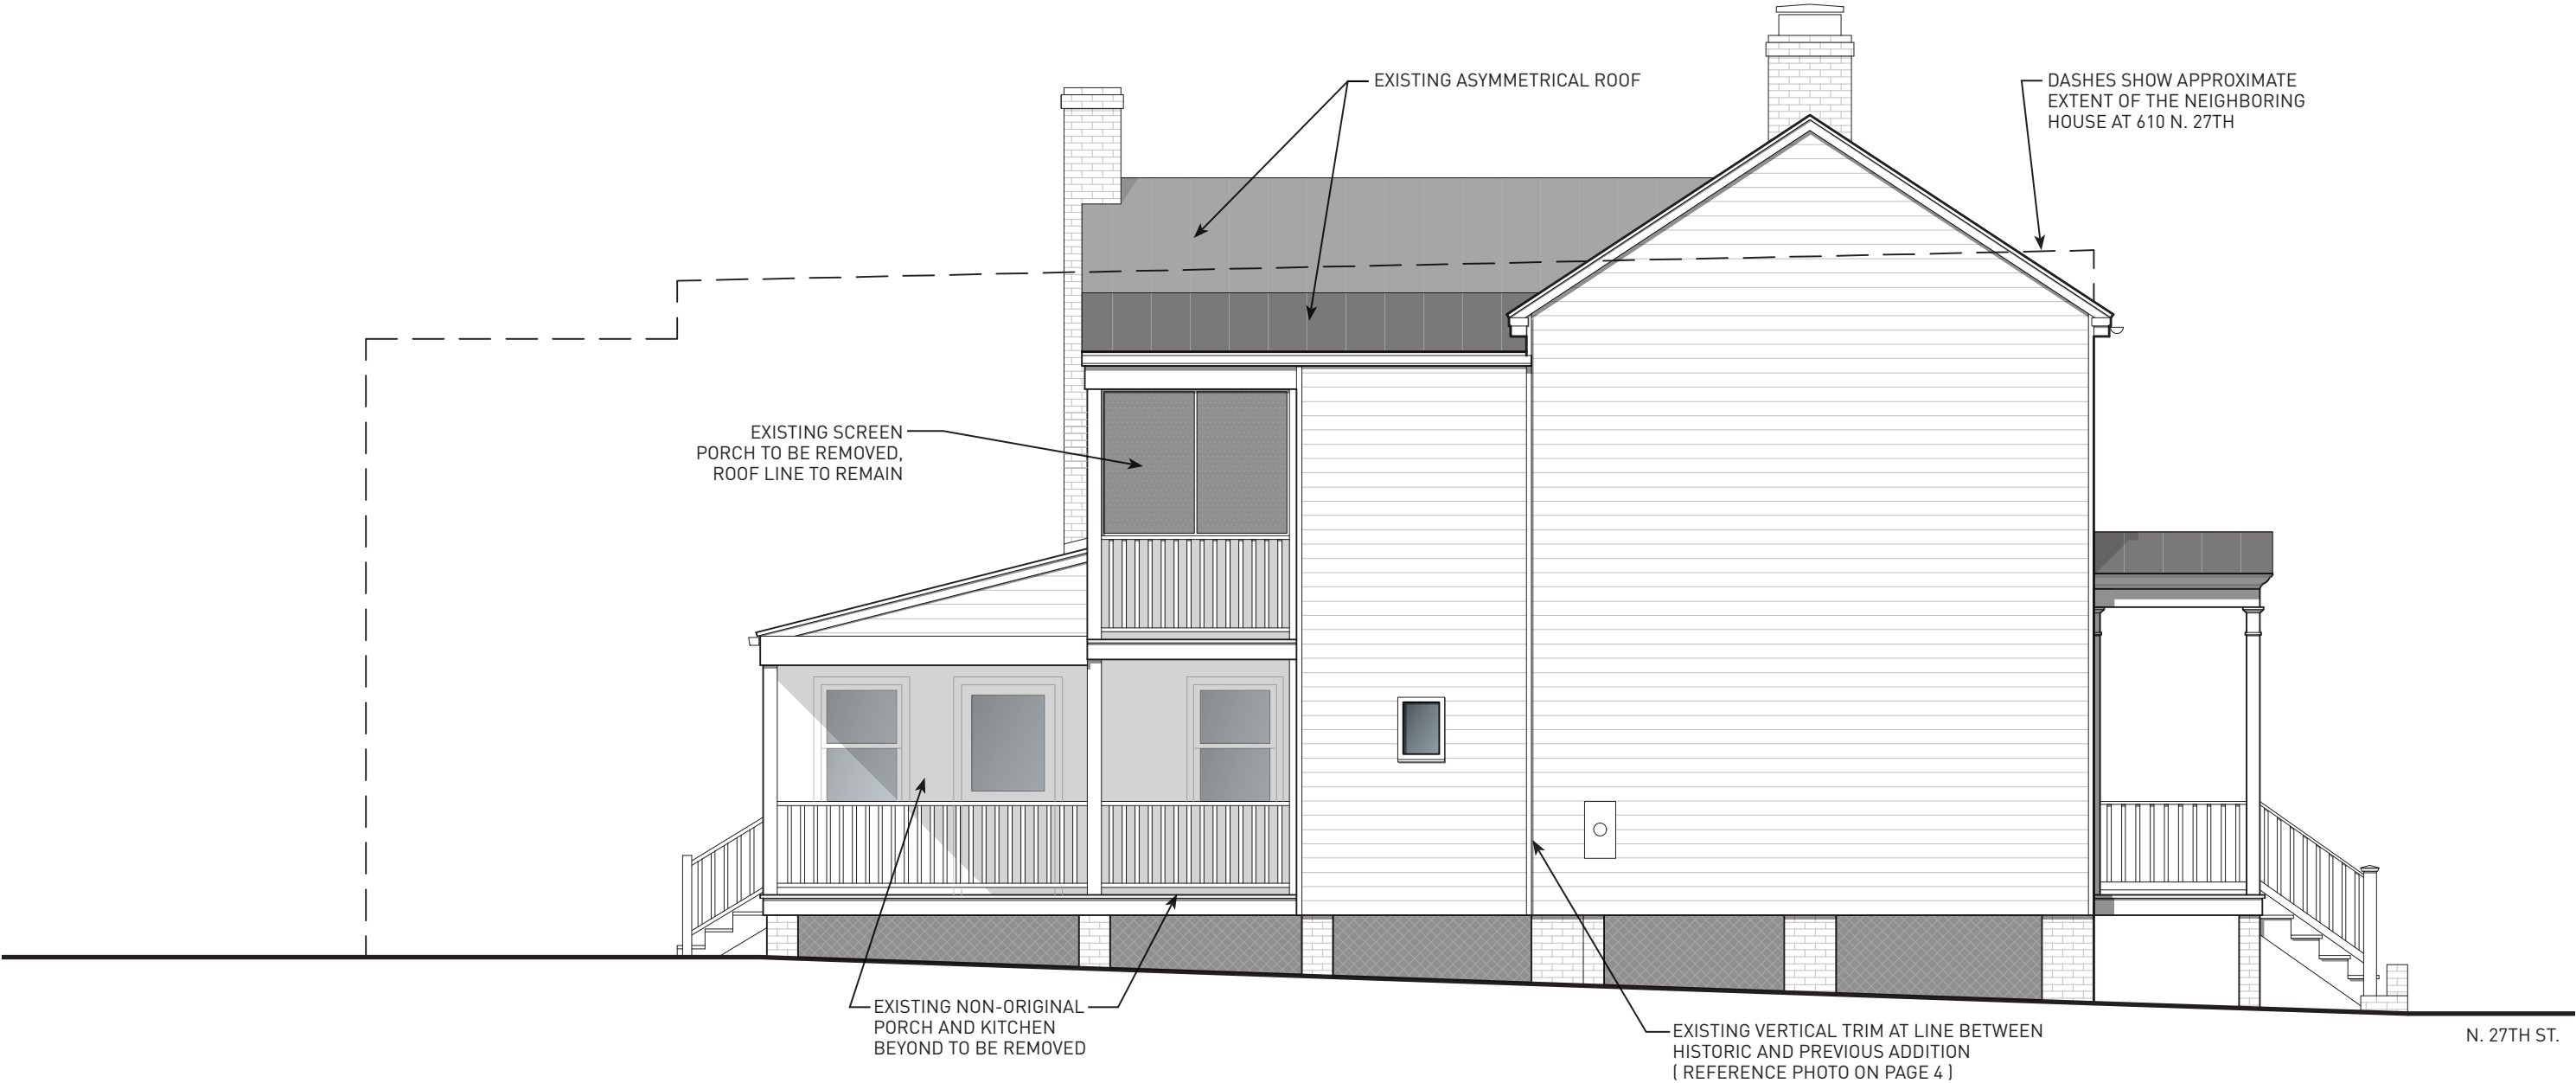 EXISTING ASYMMETRICAL ROOF
DASHES SHOW APPROXIMATE
EXTENT OF THE NEIGHBORING
HOUSE AT 610 N. 27TH
EXISTING SCREEN
PORCH TO BE REMOVED,
ROOF LINE TO REMAIN
EXISTING NON-ORIGINAL
PORCH AND KITCHEN
BEYOND TO BE REMOVED
EXISTING VERTICAL TRIM AT LINE BETWEEN
HISTORIC AND PREVIOUS ADDITION
( REFERENCE PHOTO ON PAGE 4 )
N. 27TH ST.